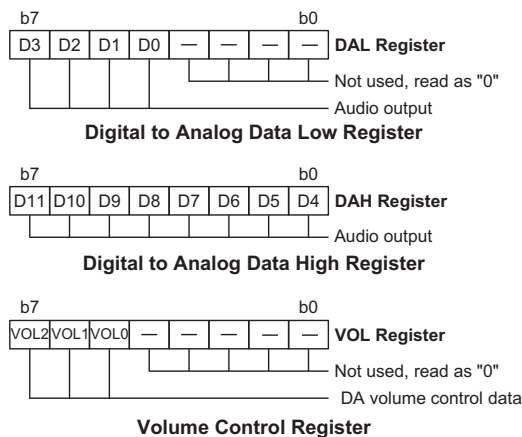 b7 b0
D3 D2 D1 D0 — — — — DAL Register
Not used, read as "0"
Audio output
Digital to Analog Data Low Register
b7 b0
D11 D10 D9 D8 D7 D6 D5 D4 DAH Register
Audio output
Digital to Analog Data High Register
b7 b0
VOL2 VOL1 VOL0 — — — — — VOL Register
Not used, read as "0"
DA volume control data
Volume Control Register